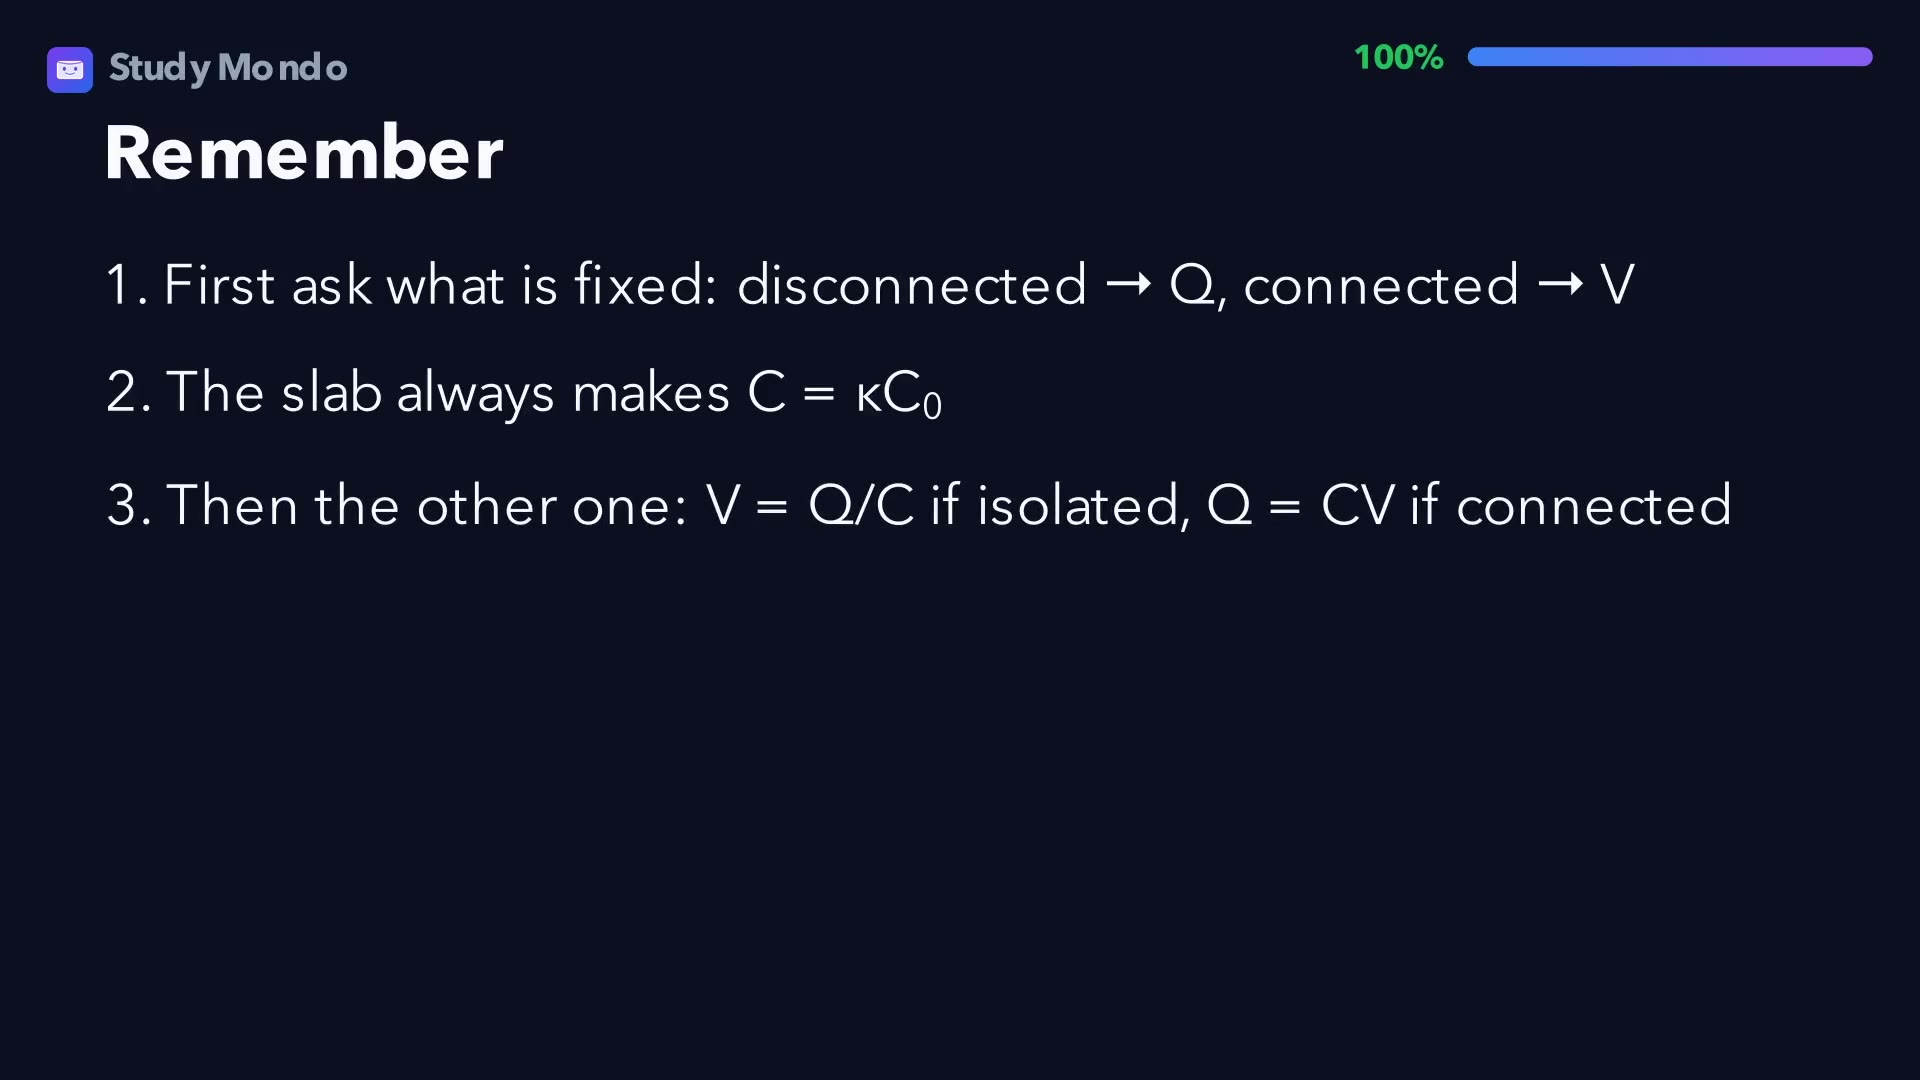 Study Mondo
100%
Remember
1. First ask what is fixed: disconnected → Q, connected → V
2. The slab always makes C = κC₀
3. Then the other one: V = Q/C if isolated, Q = CV if connected